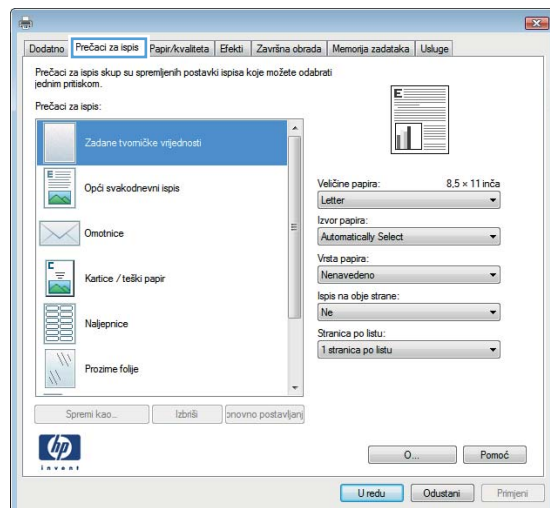 Dodatno Prečaci za ispis Papir/kvaliteta Efekti Završna obrada Memorija zadataka Usluge
Prečaci za ispis skup su spremljenih postavki ispisa koje možete odabrati
jednim pritiskom.
Prečaci za ispis:
Zadane tvorničke vrijednosti
Opći svakodnevni ispis
Omotnice
Kartice / teški papir
Naljepnice
Prozirne folije
Spremi kao... Izbriši onovno postavljanj
E
E
E
Veličine papira: 8,5 × 11 inča
Letter
Izvor papira:
Automatically Select
Vrsta papira:
Nenavedeno
Ispis na obje strane:
Ne
Stranica po listu:
1 stranica po listu
hp
invent
O... Pomoć
U redu Odustani Primjeni